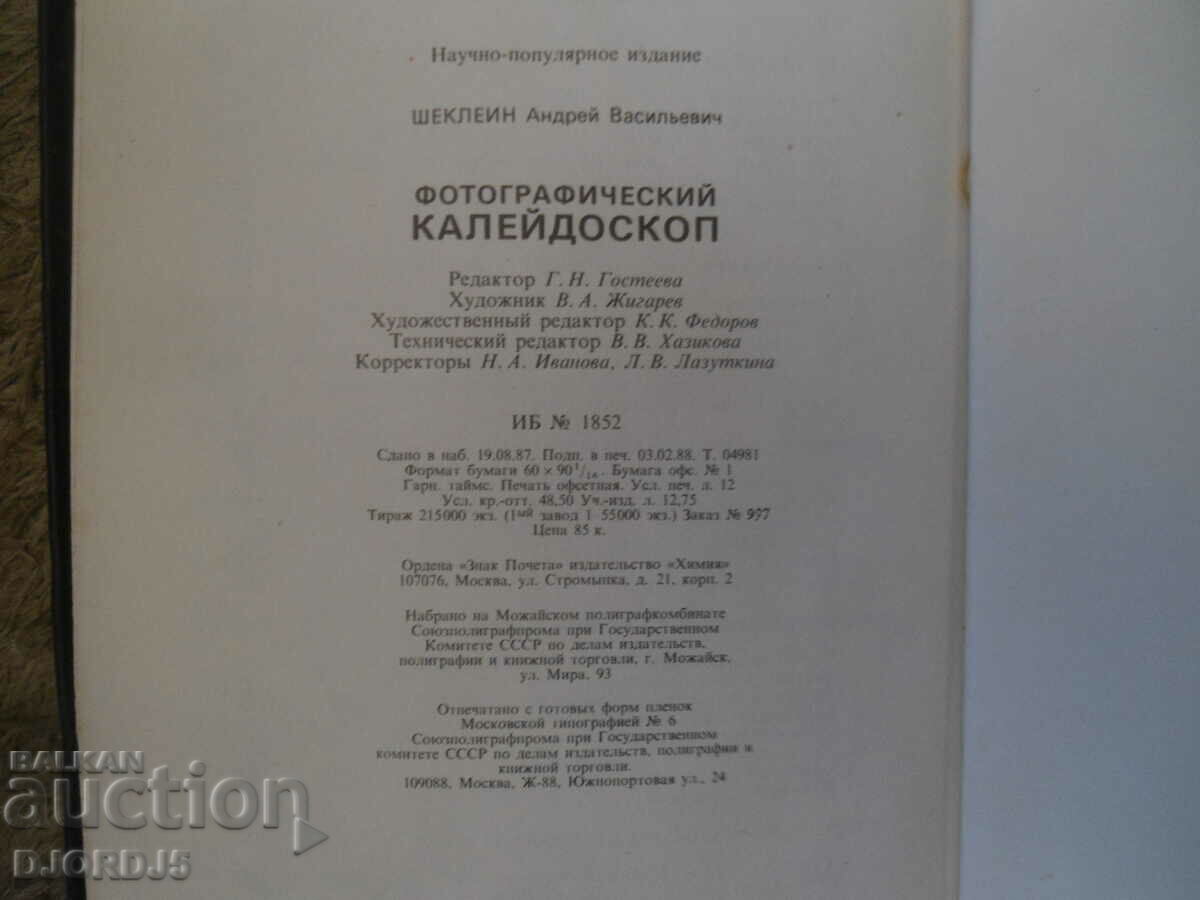 Научно-популярное издание
ШЕКЛЕИН Андрей Васильевич
ФОТОГРАФИЧЕСКИЙ
КАЛЕЙДОСКОП
Редактор Г. Н. Гостеева
Художник В. А. Жигарев
Художественный редактор К. К. Федоров
Технический редактор В. В. Хазикова
Корректоры Н. А. Иванова, Л. В. Лазуткина
ИБ № 1852
Сдано в наб. 19.08.87. Подп. в печ. 03.02.88. Т. 04981
Формат бумаги 60 × 90 1/16. Бумага офс. № 1
Гарн. таймс. Печать офсетная. Усл. печ. л. 12
Усл. кр.-отт. 48,50 Уч.-изд. л. 12,75
Тираж 215000 экз. (1ый завод 1 55000 экз.) Заказ № 997
Цена 85 к.
Ордена «Знак Почета» издательство «Химия»
107076, Москва, ул. Стромынка, д. 21, корп. 2
Набрано на Можайском полиграфкомбинате
Союзполиграфпрома при Государственном
Комитете СССР по делам издательств,
полиграфии и книжной торговли, г. Можайск,
ул. Мира, 93
Отпечатано с готовых форм пленок
Московской типографией № 6
Союзполиграфпрома при Государственном
комитете СССР по делам издательств, полиграфии и
книжной торговли.
109088, Москва, Ж-88, Южнопортовая ул., 24
BALKAN
auction
DJORDJ5